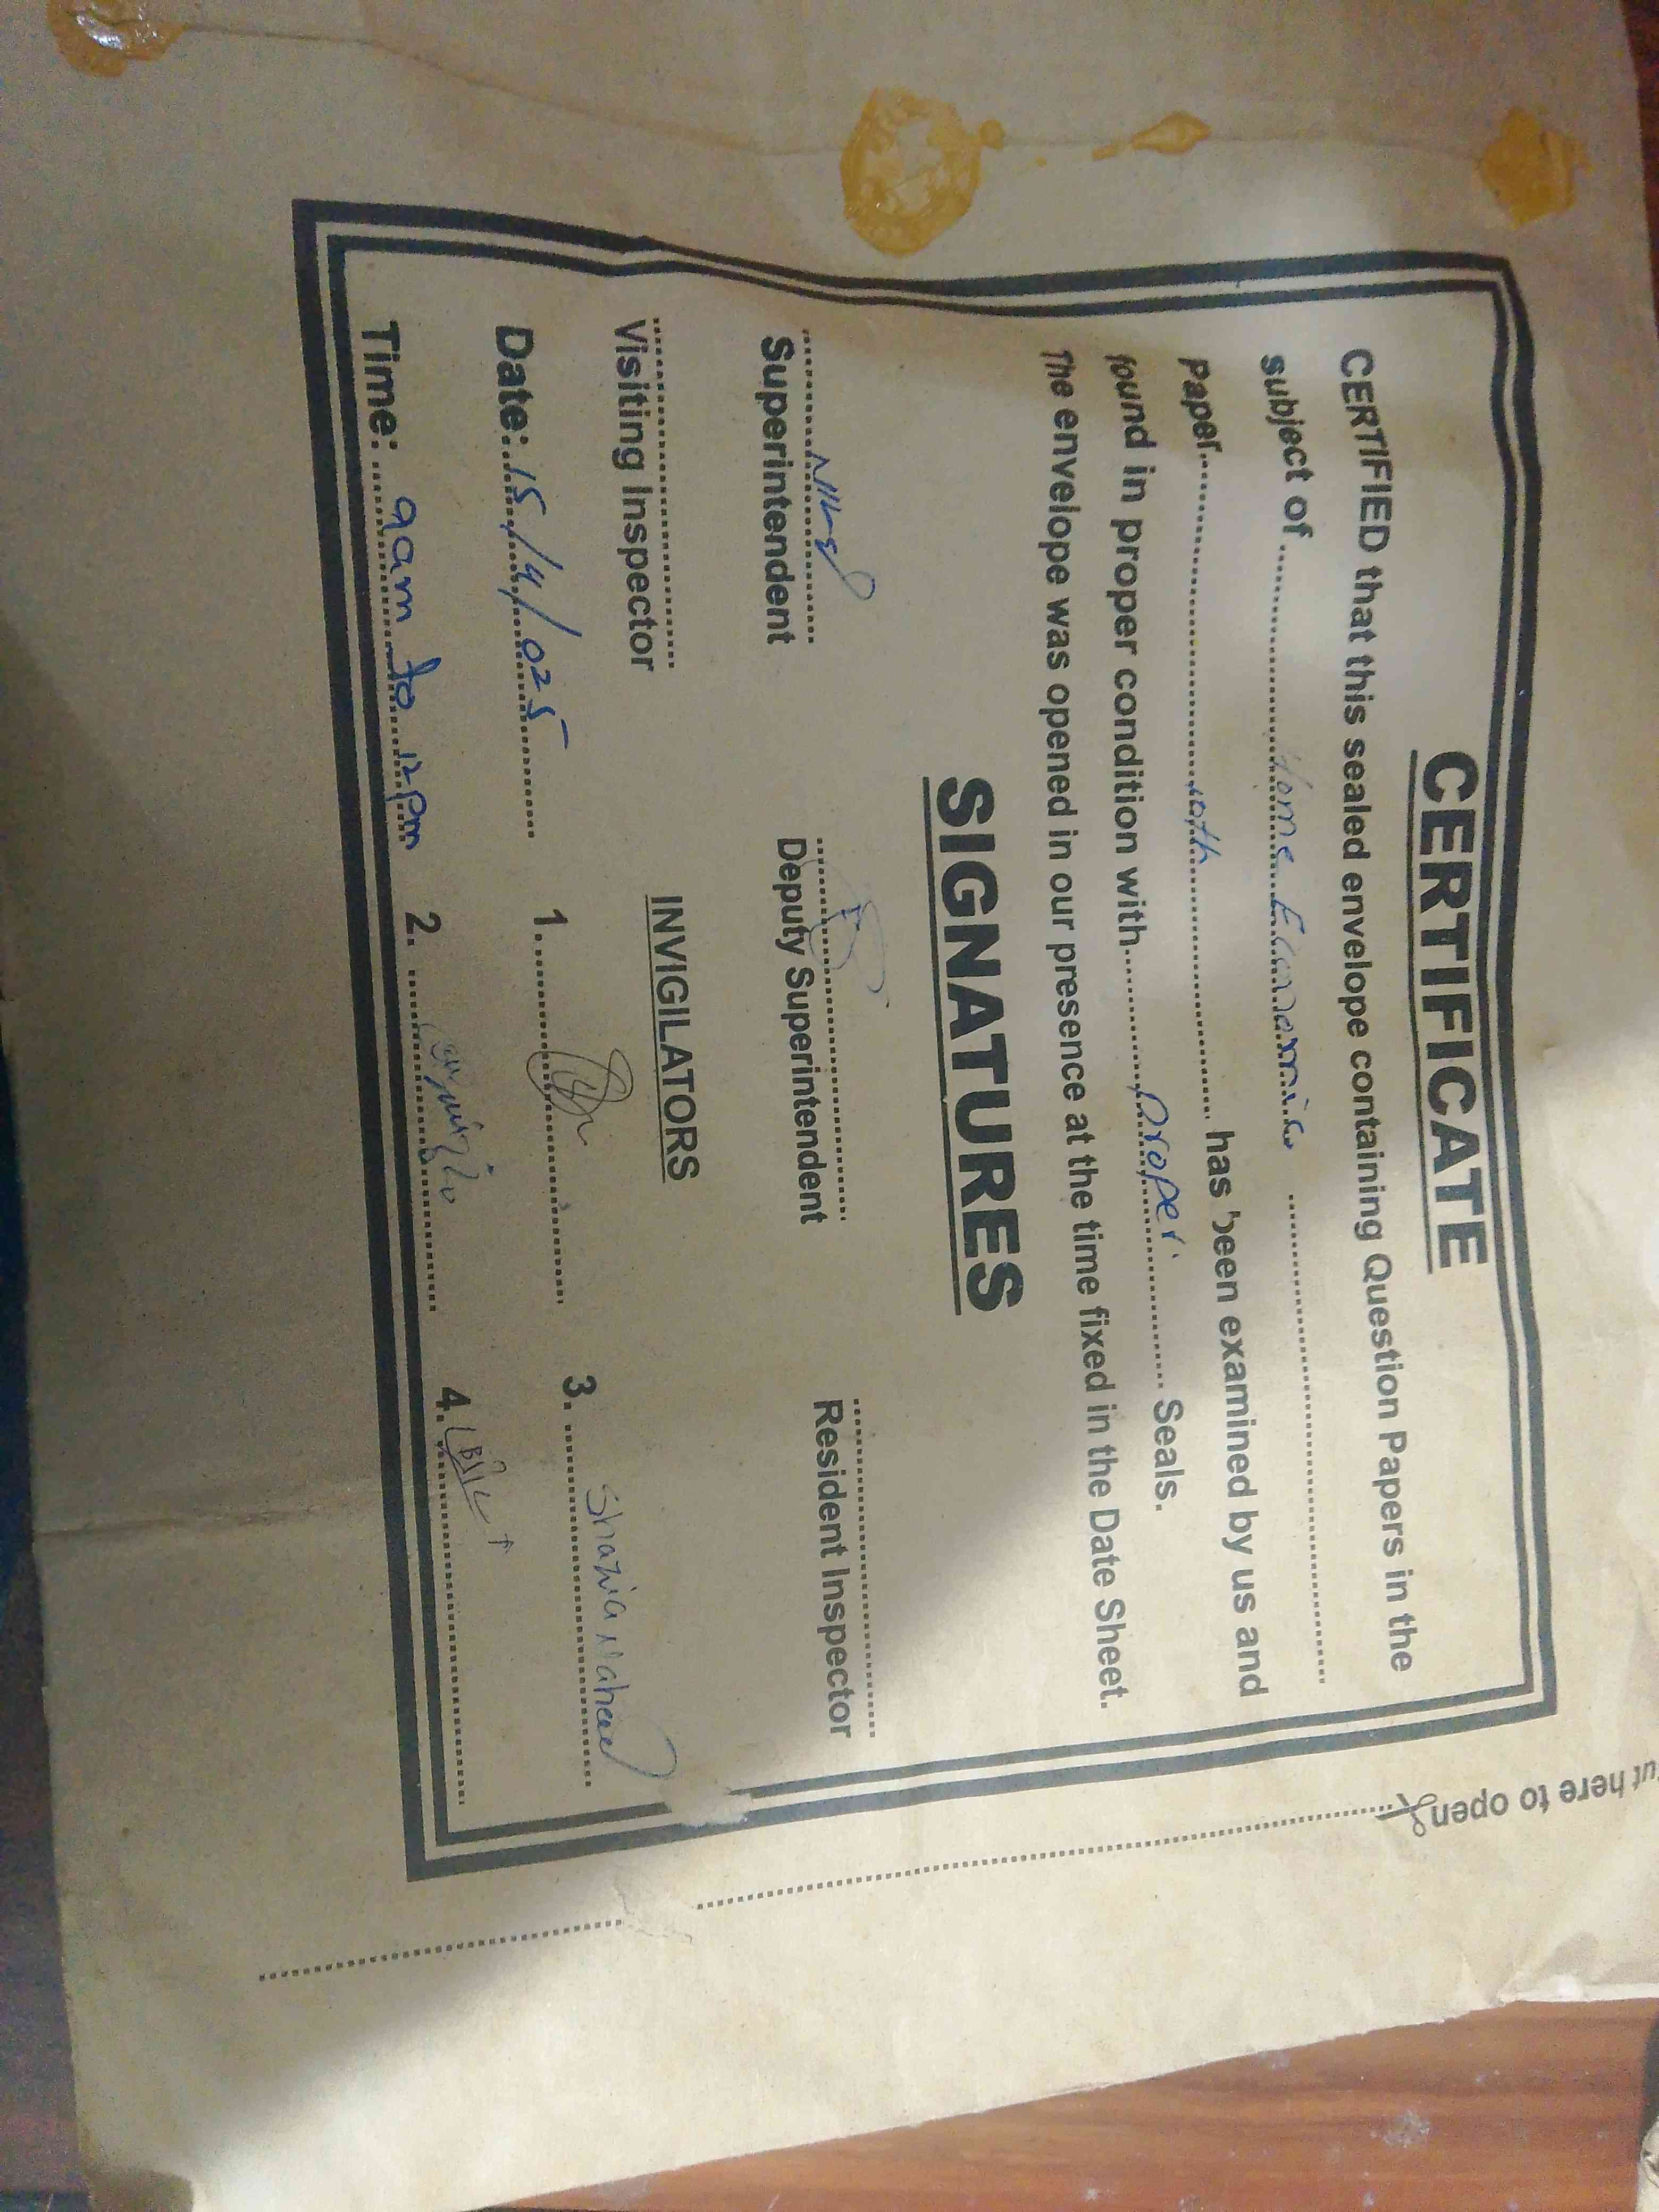 CERTIFICATE
CERTIFIED that this sealed envelope containing Question Papers in the
subject of .......... Home Econamics ..........
Paper.......... 10th .......... has been examined by us and
found in proper condition with.......... proper .......... Seals.
The envelope was opened in our presence at the time fixed in the Date Sheet.
SIGNATURES
Superintendent Deputy Superintendent Resident Inspector
Visiting Inspector
INVIGILATORS
Date: 15/4/025 1. 3. Shazia Naheed
Time: 9am to 12pm 2. 4.
Cut here to open